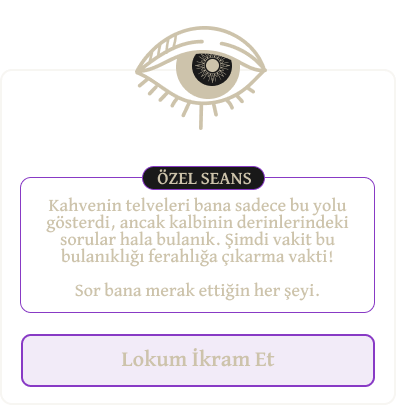 ÖZEL SEANS
Kahvenin telveleri bana sadece bu yolu
gösterdi, ancak kalbinin derinlerindeki
sorular hala bulanık. Şimdi vakit bu
bulanıklığı ferahlığa çıkarma vakti!
Sor bana merak ettiğin her şeyi.
Lokum İkram Et